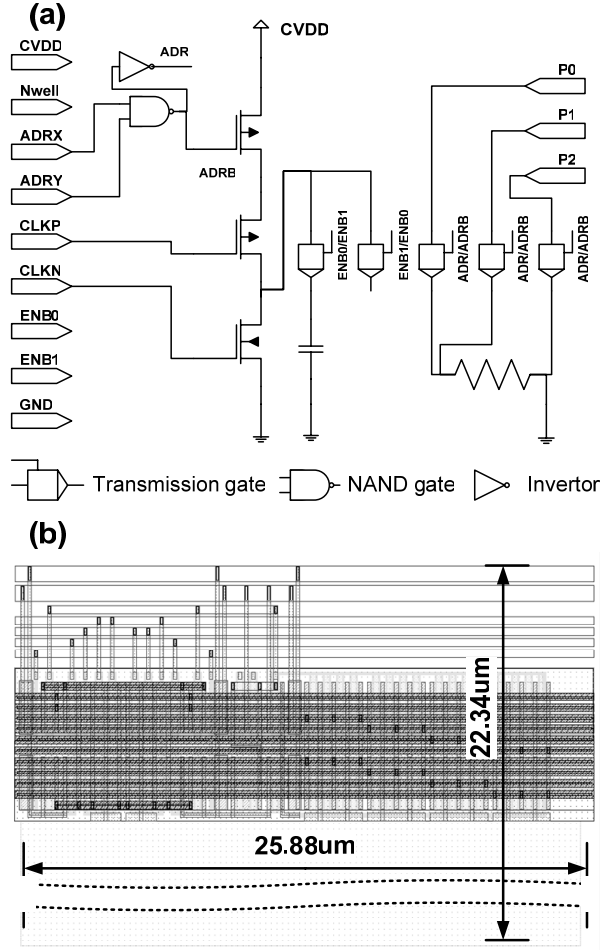 (a)
CVDD
Nwell
ADRX
ADRY
CLKP
CLKN
ENB0
ENB1
GND
ADR
ADRB
CVDD
ENB0/ENB1
ENB1/ENB0
ADR/ADRB
ADR/ADRB
ADR/ADRB
P0
P1
P2
Transmission gate
NAND gate
Invertor
(b)
22.34um
25.88um